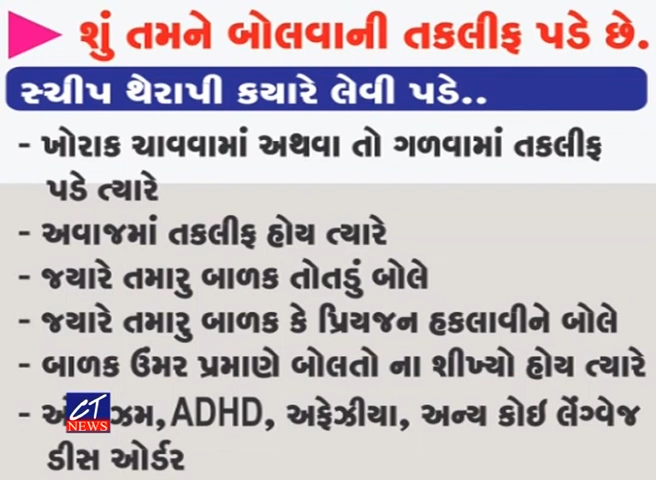 શું તમને બોલવાની તકલીફ પડે છે.
સ્ચીપ થેરાપી કયારે લેવી પડે..
- ખોરાક ચાવવામાં અથવા તો ગળવામાં તકલીફ
પડે ત્યારે
- અવાજમાં તકલીફ હોય ત્યારે
- જયારે તમારુ બાળક તોતડું બોલે
- જયારે તમારુ બાળક કે પ્રિયજન હકલાવીને બોલે
- બાળક ઉંમર પ્રમાણે બોલતો ના શીખ્યો હોય ત્યારે
- ADHD, અફેઝીયા, અન્ય કોઇ લેંગ્વેજ
ડીસ ઓર્ડર
CT
NEWS